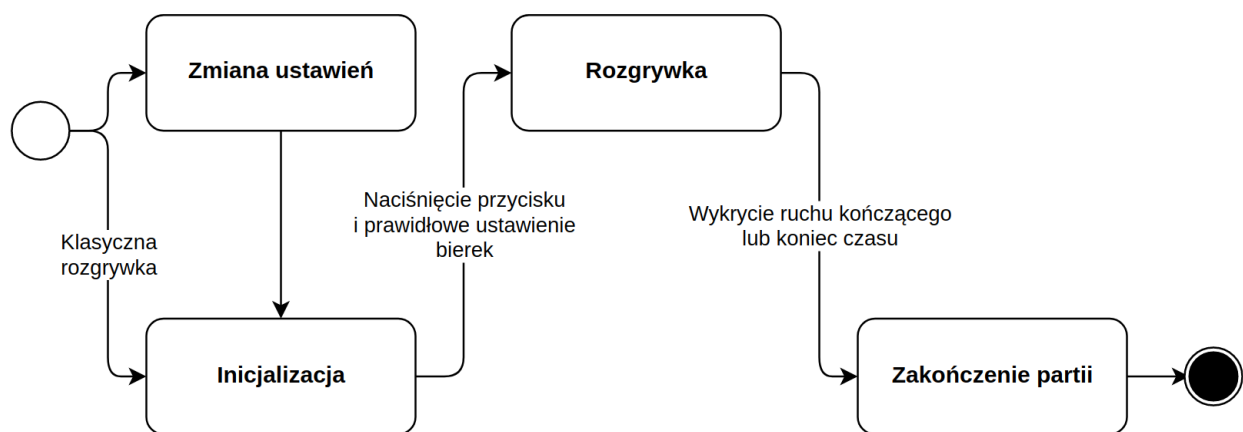 Zmiana ustawień
Rozgrywka
Naciśnięcie przycisku
i prawidłowe ustawienie
bierek
Wykrycie ruchu kończącego
lub koniec czasu
Klasyczna
rozgrywka
Inicjalizacja
Zakończenie partii